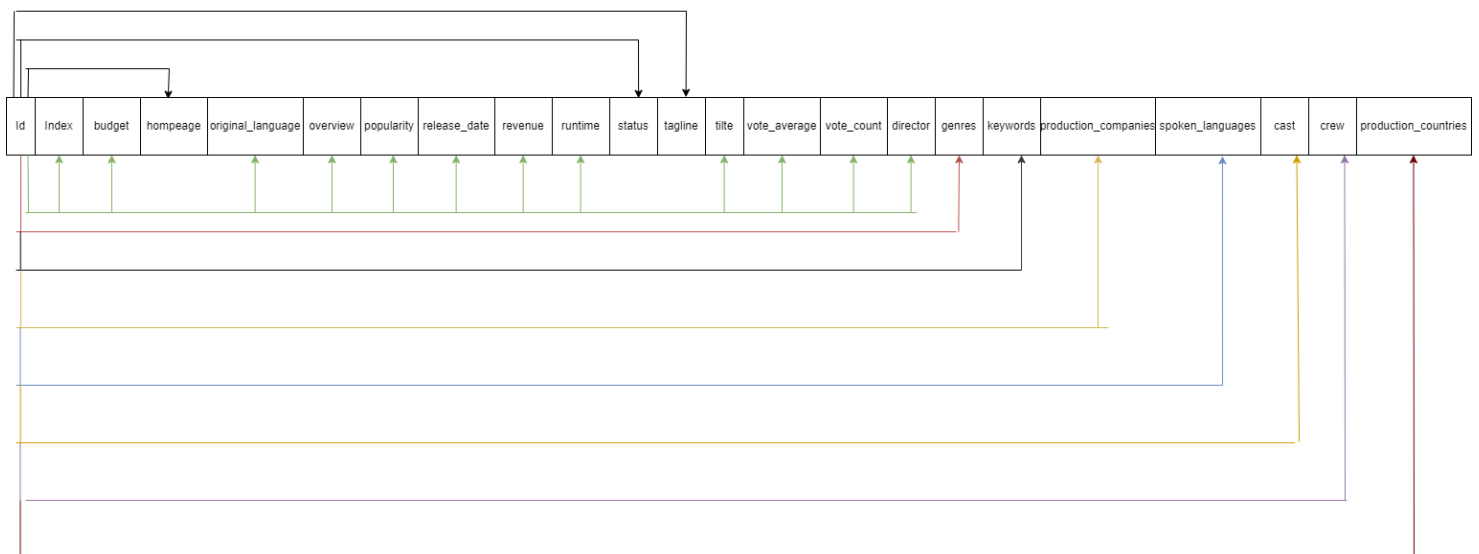 Id Index budget hompeage original_language overview popularity release_date revenue runtime status tagline tilte vote_average vote_count director genres keywords production_companies spoken_languages cast crew production_countries